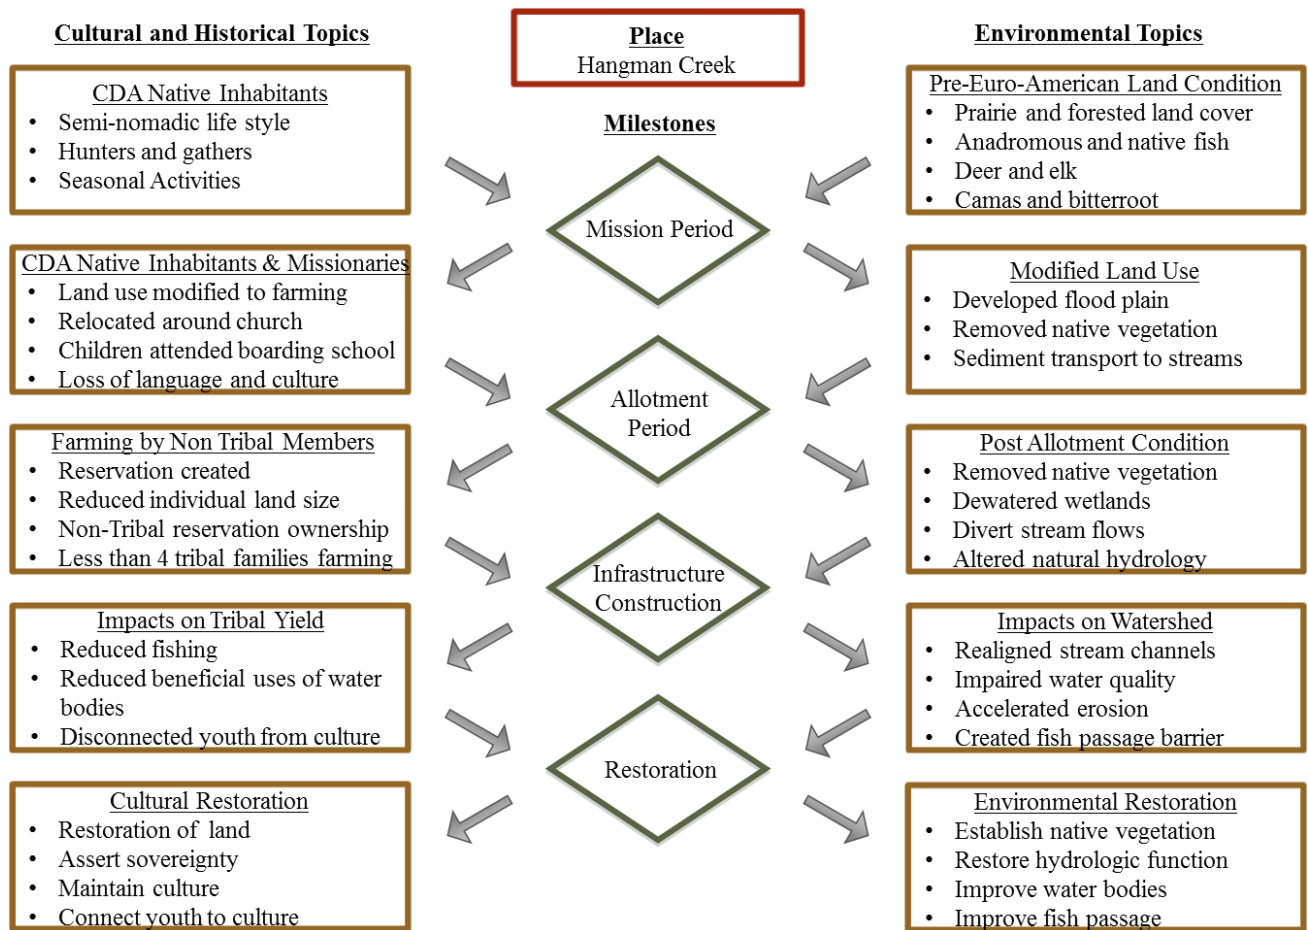 Cultural and Historical Topics
CDA Native Inhabitants
• Semi-nomadic life style
• Hunters and gathers
• Seasonal Activities
CDA Native Inhabitants & Missionaries
• Land use modified to farming
• Relocated around church
• Children attended boarding school
• Loss of language and culture
Farming by Non Tribal Members
• Reservation created
• Reduced individual land size
• Non-Tribal reservation ownership
• Less than 4 tribal families farming
Impacts on Tribal Yield
• Reduced fishing
• Reduced beneficial uses of water
bodies
• Disconnected youth from culture
Cultural Restoration
• Restoration of land
• Assert sovereignty
• Maintain culture
• Connect youth to culture
Place
Hangman Creek
Milestones
Mission Period
Allotment
Period
Infrastructure
Construction
Restoration
Environmental Topics
Pre-Euro-American Land Condition
• Prairie and forested land cover
• Anadromous and native fish
• Deer and elk
• Camas and bitterroot
Modified Land Use
• Developed flood plain
• Removed native vegetation
• Sediment transport to streams
Post Allotment Condition
• Removed native vegetation
• Dewatered wetlands
• Divert stream flows
• Altered natural hydrology
Impacts on Watershed
• Realigned stream channels
• Impaired water quality
• Accelerated erosion
• Created fish passage barrier
Environmental Restoration
• Establish native vegetation
• Restore hydrologic function
• Improve water bodies
• Improve fish passage